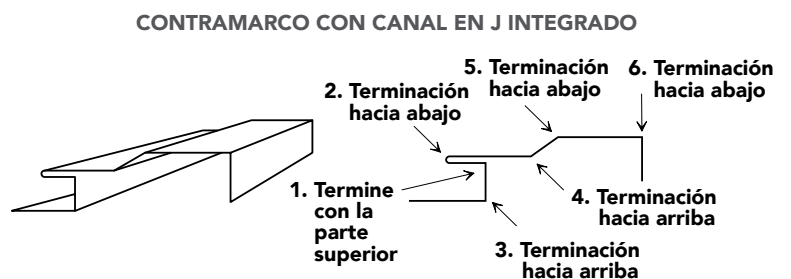 CONTRAMARCO CON CANAL EN J INTEGRADO
1. Termine
con la
parte
superior
2. Terminación
hacia abajo
3. Terminación
hacia arriba
4. Terminación
hacia arriba
5. Terminación
hacia abajo
6. Terminación
hacia abajo